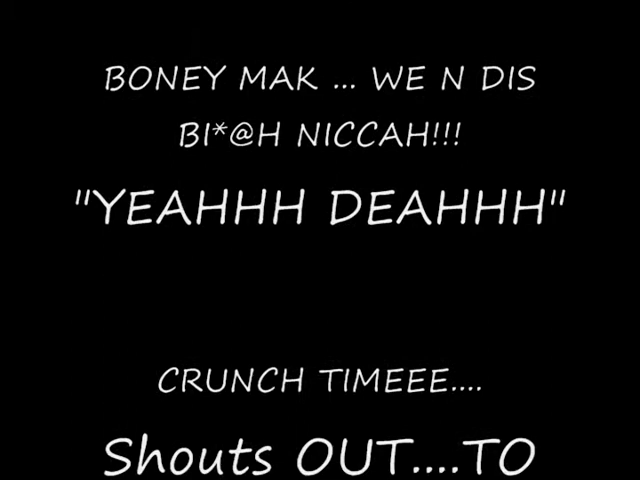 BONEY MAK ... WE N DIS
BI*@H NICCAH!!!
"YEAHHH DEAHHH"
CRUNCH TIMEEE....
Shouts OUT....TO